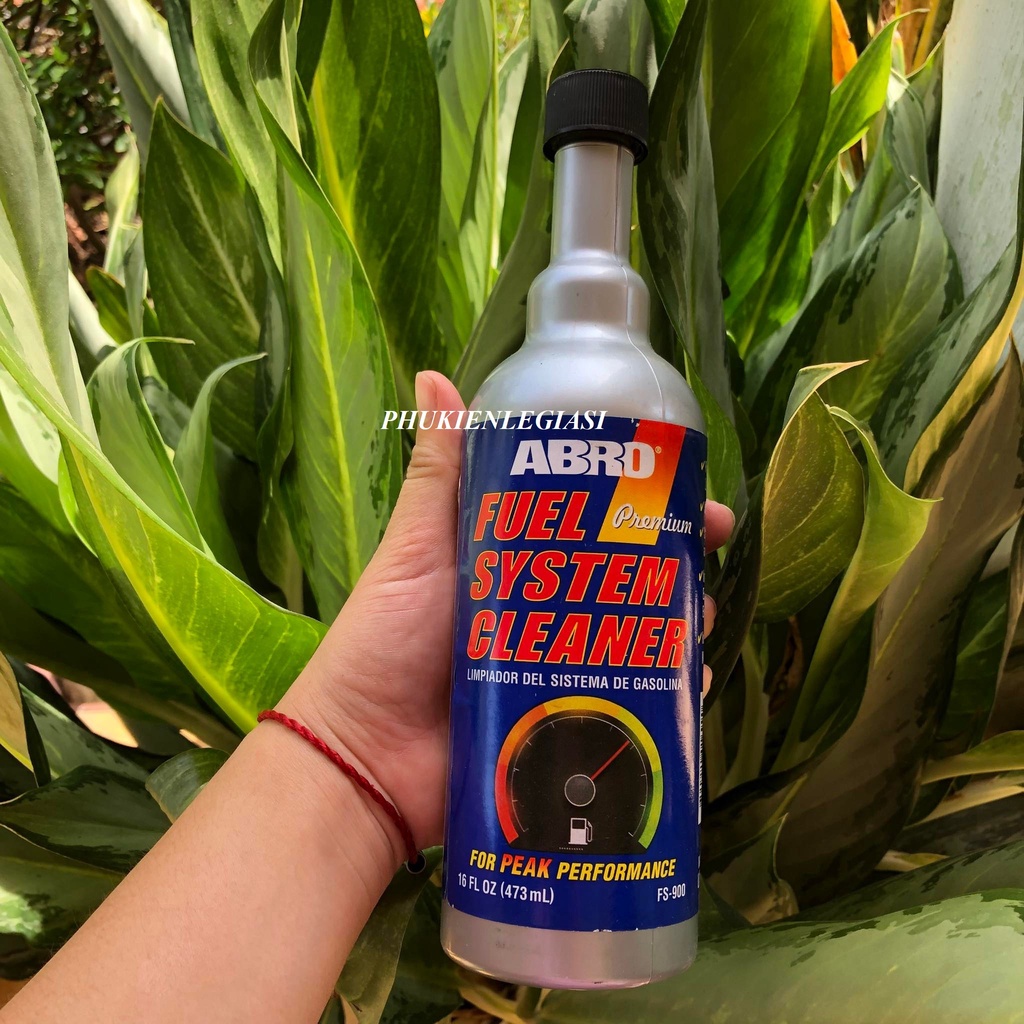 PHUKIENLEGIASI
ABRO®
Premium
FUEL
SYSTEM
CLEANER
LIMPIADOR DEL SISTEMA DE GASOLINA
FOR PEAK PERFORMANCE
16 FL OZ (473 mL)
FS-900